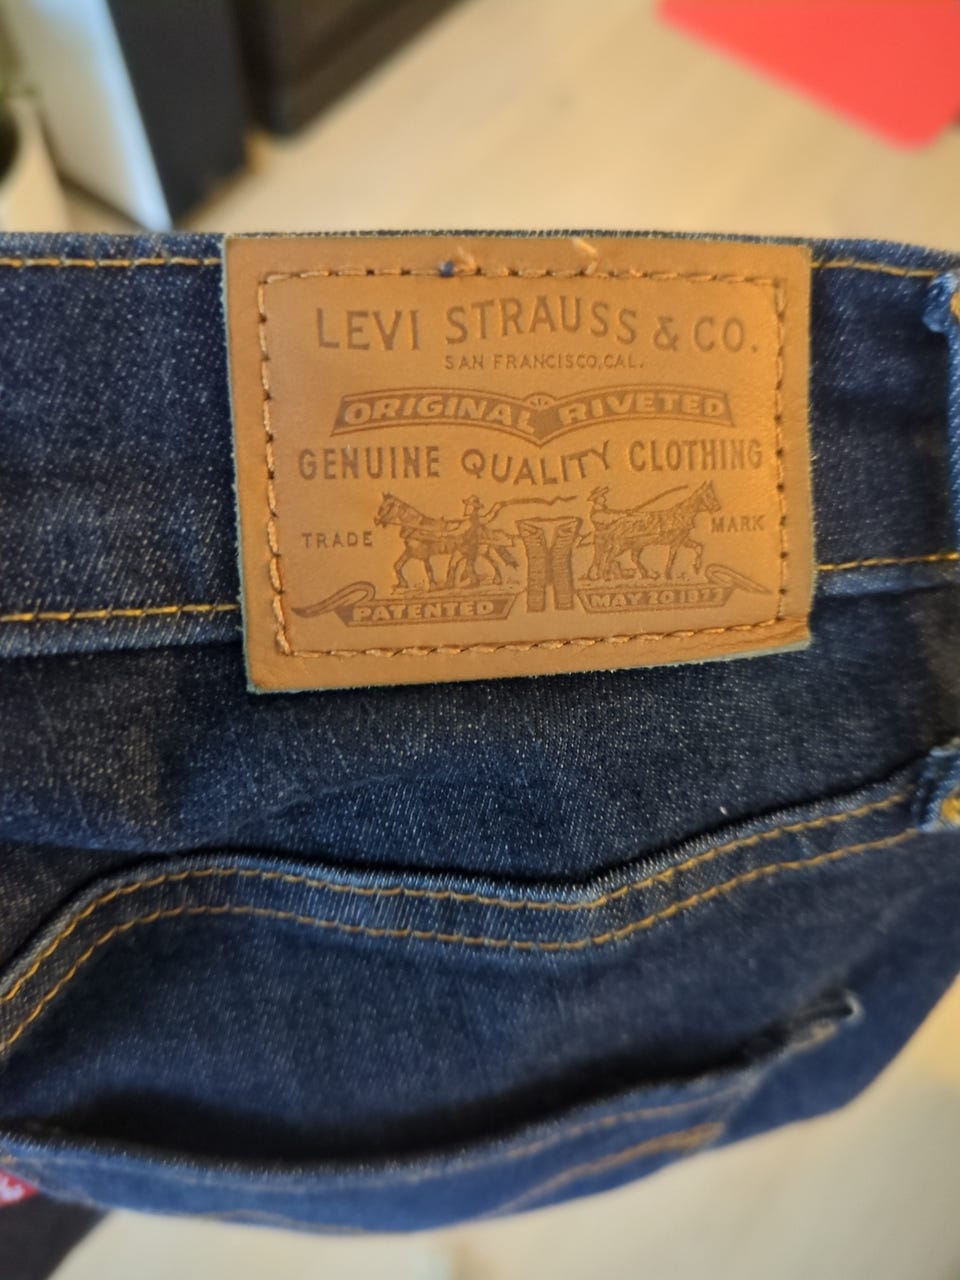 LEVI STRAUSS & CO.
SAN FRANCISCO, CAL.
ORIGINAL RIVETED
GENUINE QUALITY CLOTHING
TRADE MARK
PATENTED MAY 20 1873